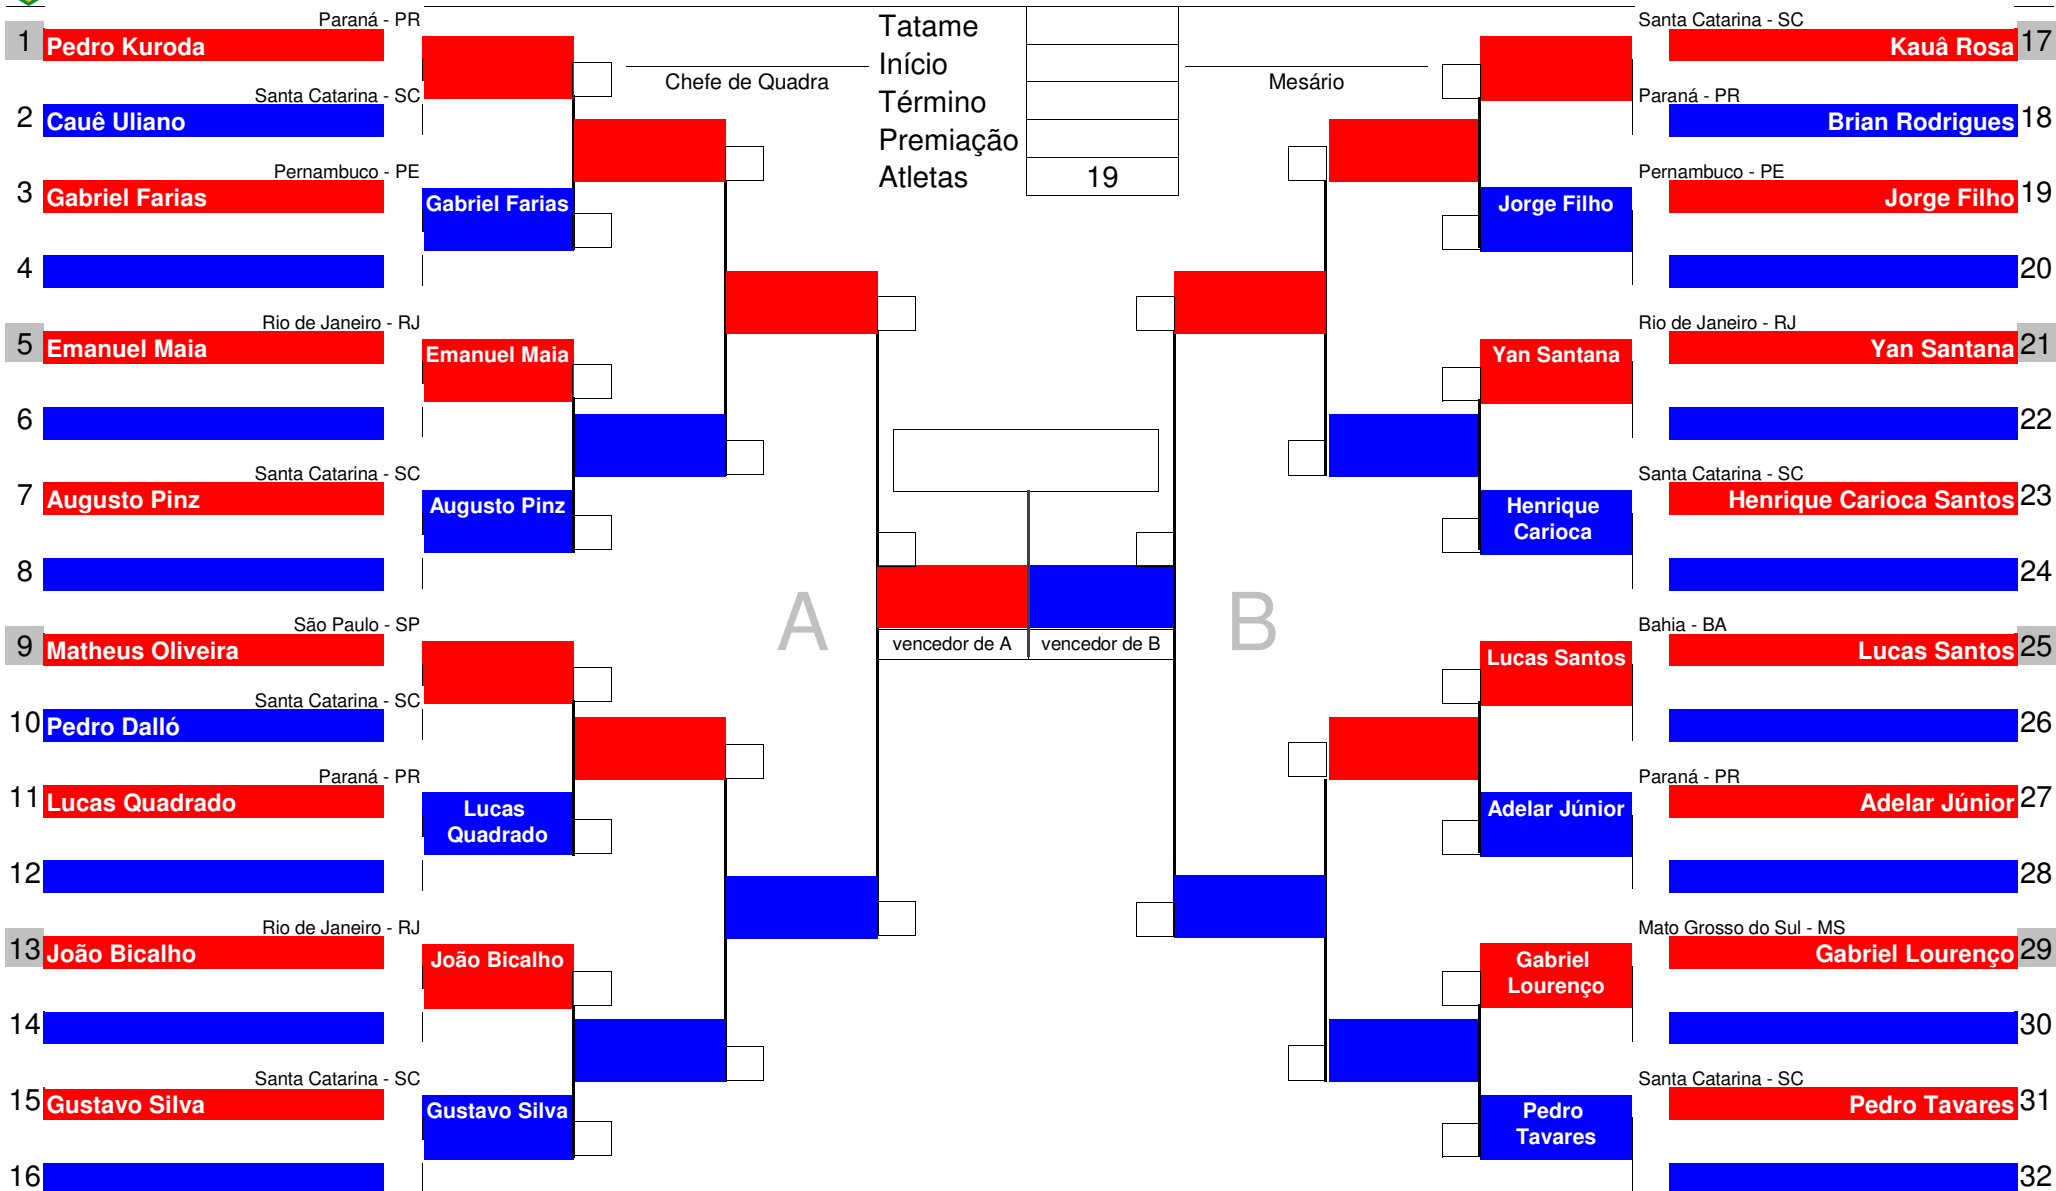 Paraná - PR
1 Pedro Kuroda
Santa Catarina - SC
2 Cauê Uliano
Pernambuco - PE
3 Gabriel Farias
Gabriel Farias
4
Rio de Janeiro - RJ
5 Emanuel Maia
Emanuel Maia
6
Santa Catarina - SC
7 Augusto Pinz
Augusto Pinz
8
São Paulo - SP
9 Matheus Oliveira
Santa Catarina - SC
10 Pedro Dalló
Paraná - PR
11 Lucas Quadrado
Lucas
Quadrado
12
Rio de Janeiro - RJ
13 João Bicalho
João Bicalho
14
Santa Catarina - SC
15 Gustavo Silva
Gustavo Silva
16
Chefe de Quadra
Tatame
Início
Término
Premiação
Atletas 19
Mesário
A
B
vencedor de A
vencedor de B
Santa Catarina - SC
Kauâ Rosa 17
Paraná - PR
Brian Rodrigues 18
Pernambuco - PE
Jorge Filho 19
Jorge Filho
20
Rio de Janeiro - RJ
Yan Santana 21
Yan Santana
22
Santa Catarina - SC
Henrique Carioca Santos 23
Henrique
Carioca
24
Bahia - BA
Lucas Santos 25
Lucas Santos
26
Paraná - PR
Adelar Júnior 27
Adelar Júnior
28
Mato Grosso do Sul - MS
Gabriel Lourenço 29
Gabriel
Lourenço
30
Santa Catarina - SC
Pedro Tavares 31
Pedro
Tavares
32